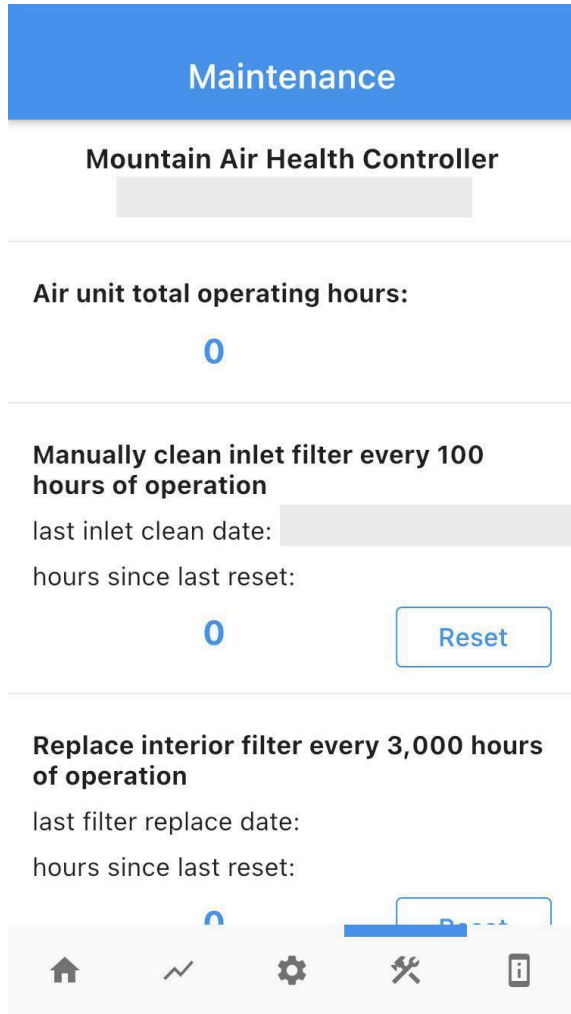 Maintenance
Mountain Air Health Controller
Air unit total operating hours:
0
Manually clean inlet filter every 100
hours of operation
last inlet clean date:
hours since last reset:
0
Reset
Replace interior filter every 3,000 hours
of operation
last filter replace date:
hours since last reset:
0
Reset